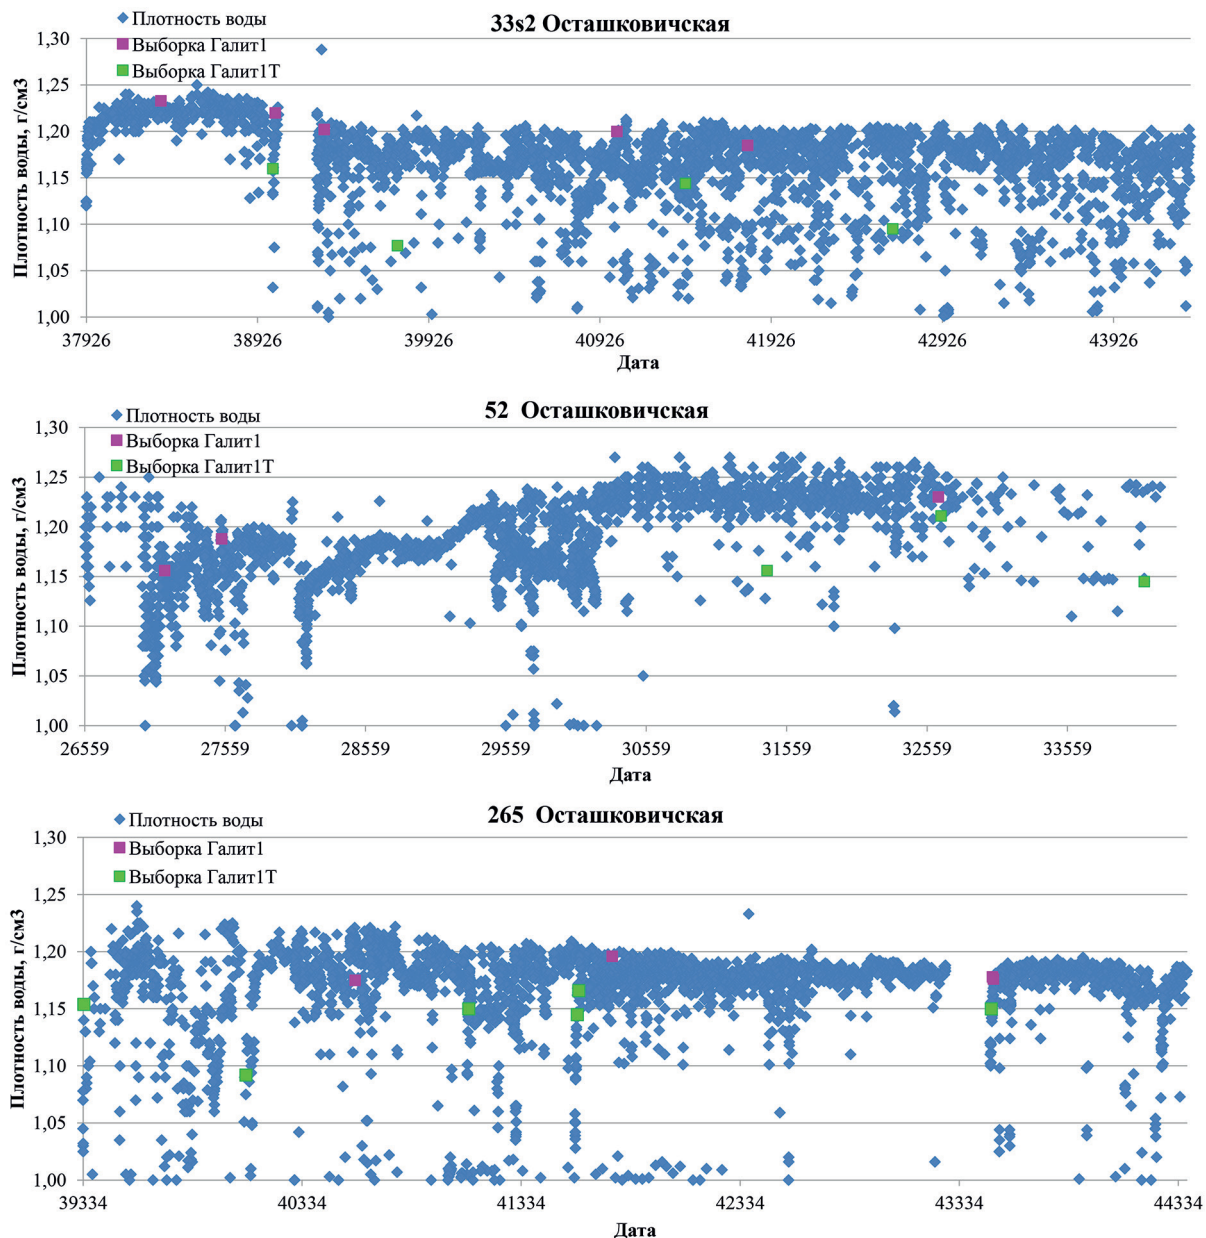 33s2 Осташковичская
Плотность воды
Выборка Галит1
Выборка Галит1Т
Плотность воды, г/см3
1,30
1,25
1,20
1,15
1,10
1,05
1,00
37926 38926 39926 40926 41926 42926 43926
Дата
52 Осташковичская
Плотность воды
Выборка Галит1
Выборка Галит1Т
Плотность воды, г/см3
1,30
1,25
1,20
1,15
1,10
1,05
1,00
26559 27559 28559 29559 30559 31559 32559 33559
Дата
265 Осташковичская
Плотность воды
Выборка Галит1
Выборка Галит1Т
Плотность воды, г/см3
1,30
1,25
1,20
1,15
1,10
1,05
1,00
39334 40334 41334 42334 43334 44334
Дата